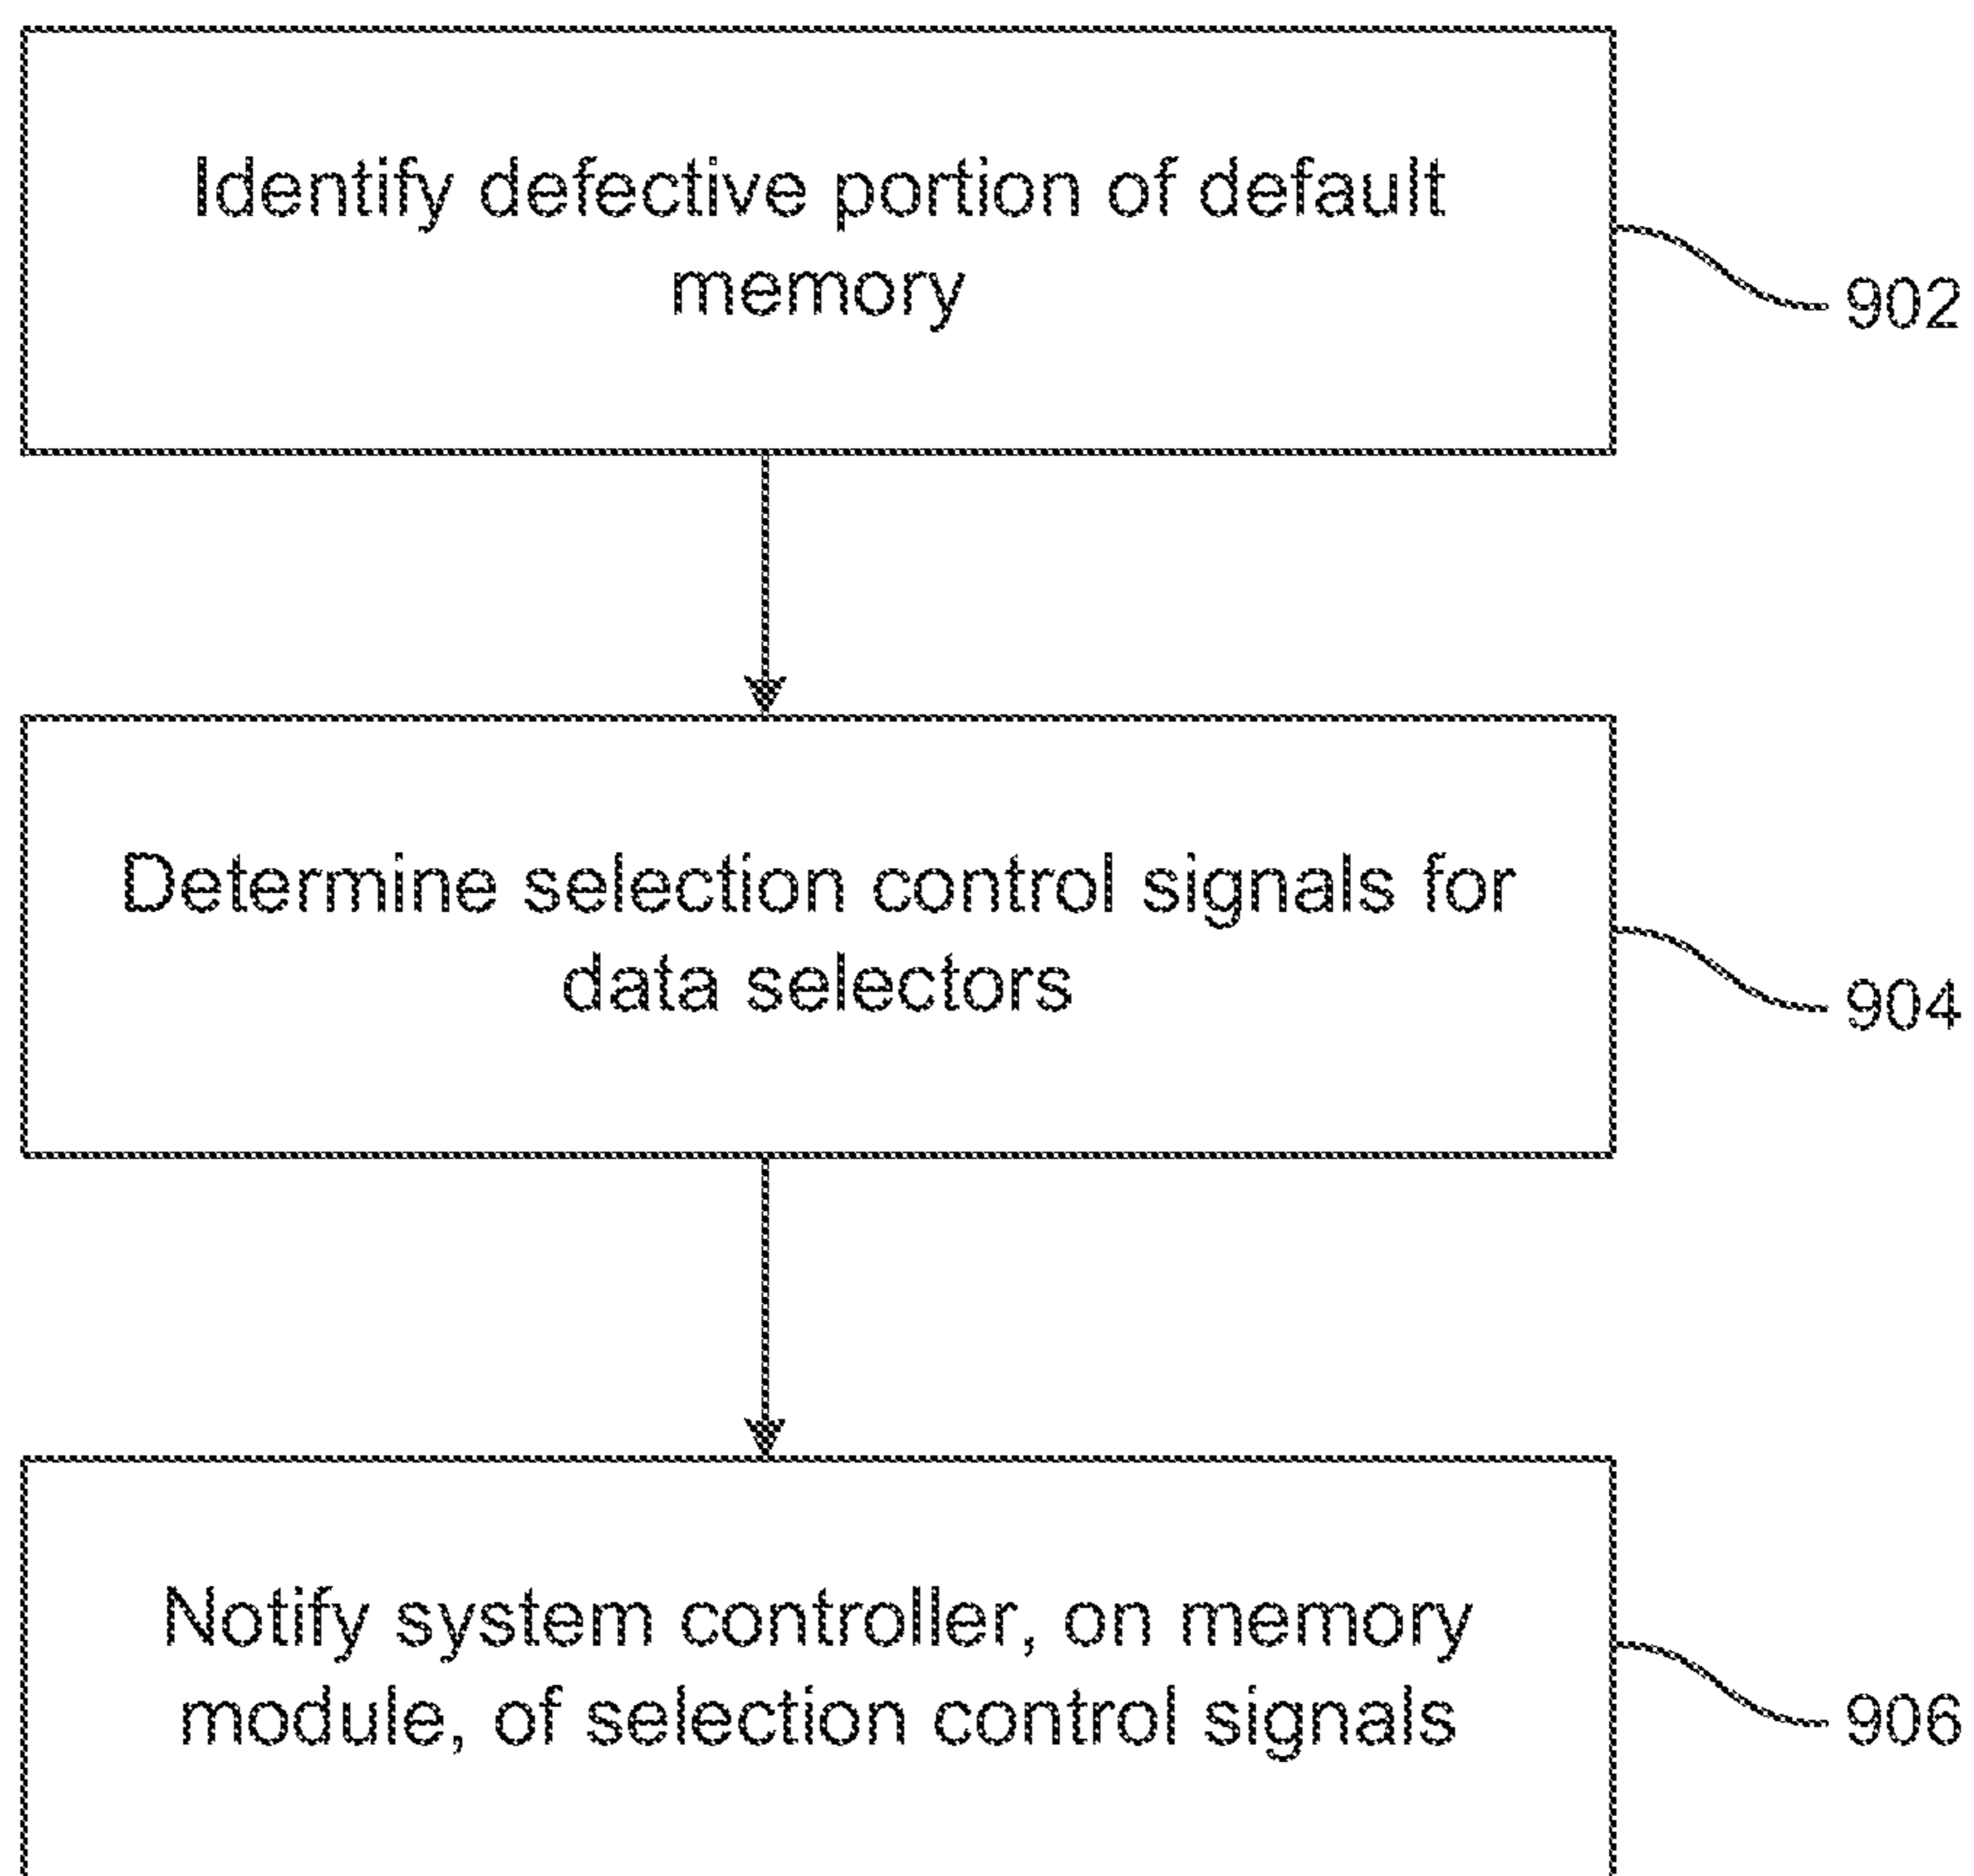 Identify defective portion of default
memory
902
Determine selection control signals for
data selectors
904
Notify system controller, on memory
module, of selection control signals
906